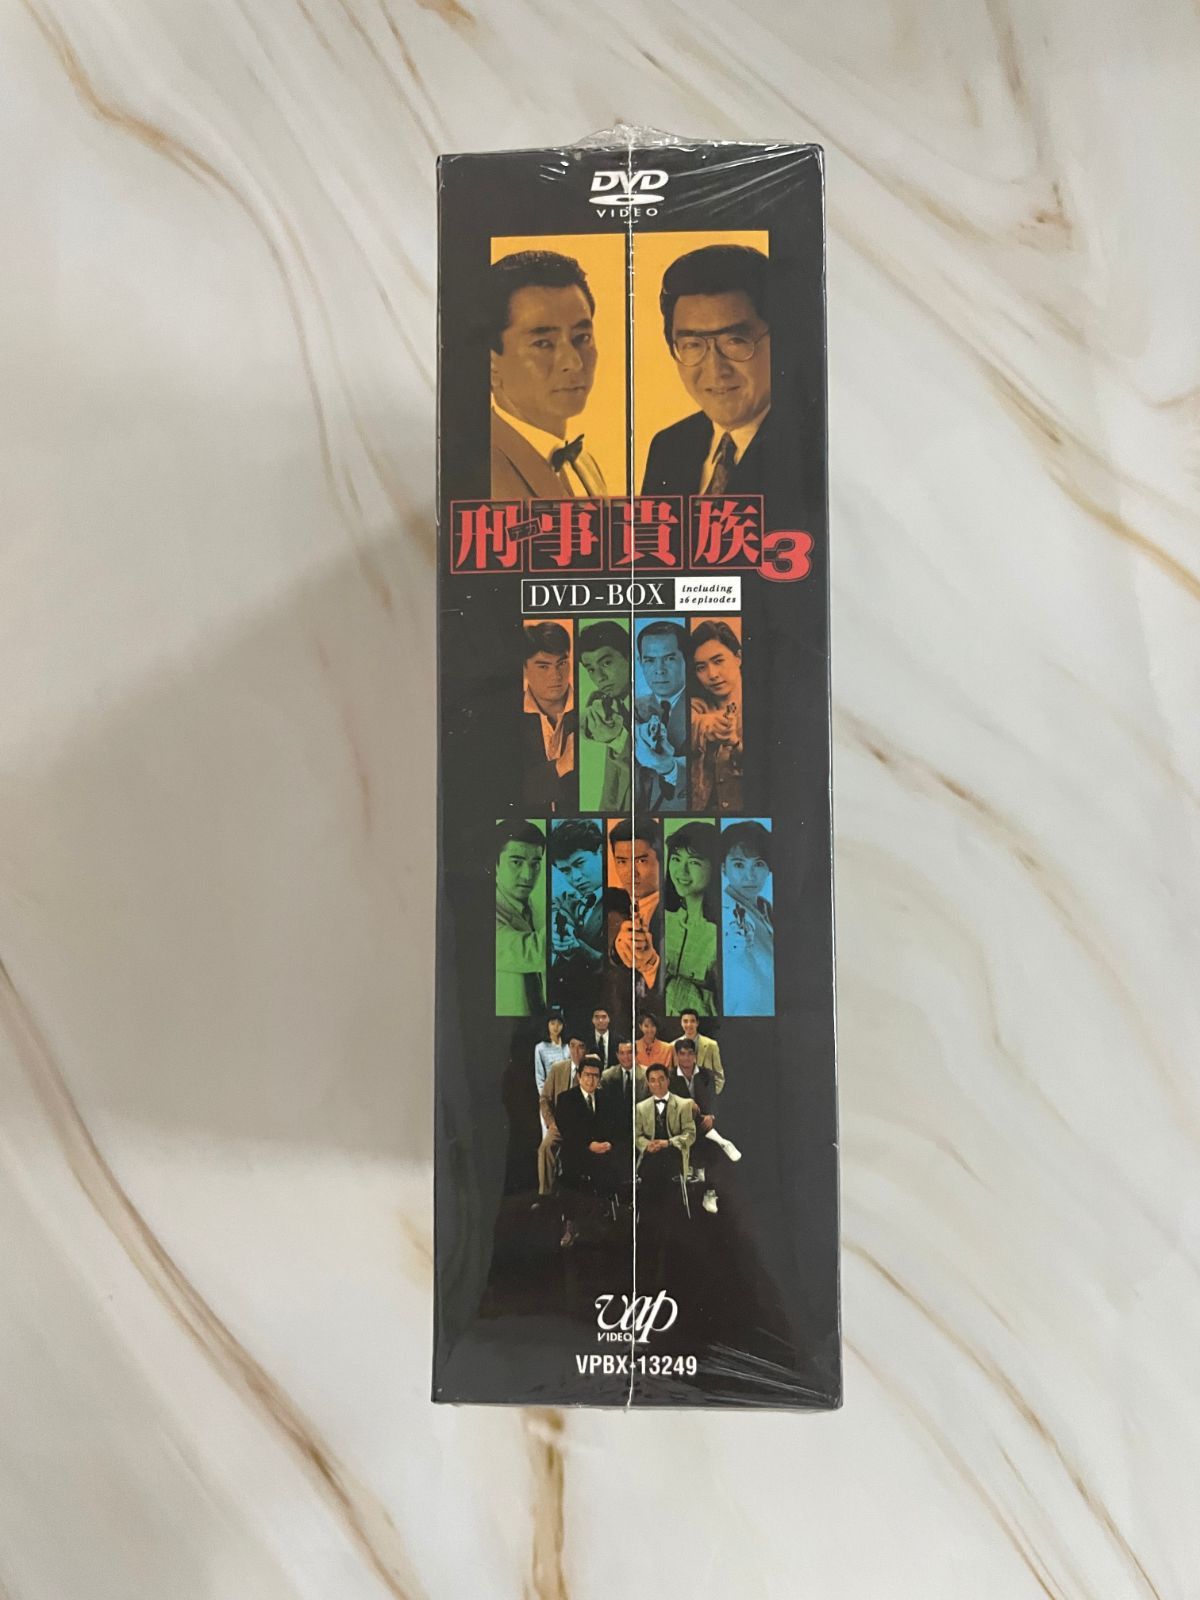 DVD
VIDEO
刑事貴族3
デカ
DVD-BOX
including
26 episodes
vap
VIDEO
VPBX-13249